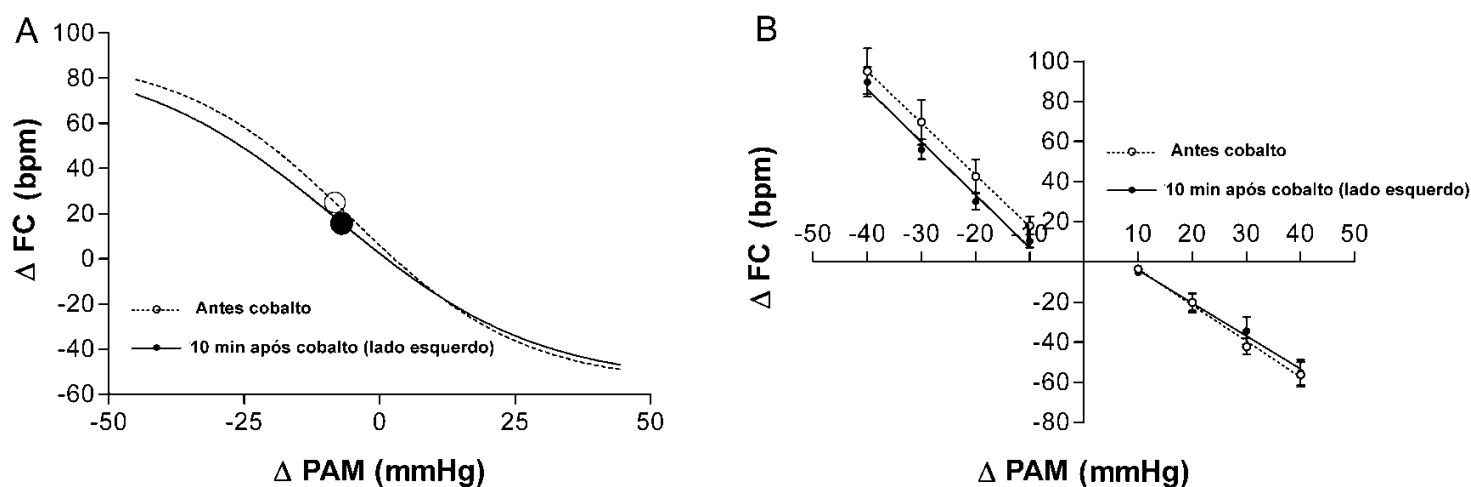 A
Δ FC (bpm)
100
80
60
40
20
0
-20
-40
-60
-50
-25
0
25
50
Antes cobalto
10 min após cobalto (lado esquerdo)
Δ PAM (mmHg)
B
Δ FC (bpm)
100
80
60
40
20
-20
-40
-60
-80
-50 -40 -30 -20 -10
10 20 30 40 50
Antes cobalto
10 min após cobalto (lado esquerdo)
Δ PAM (mmHg)